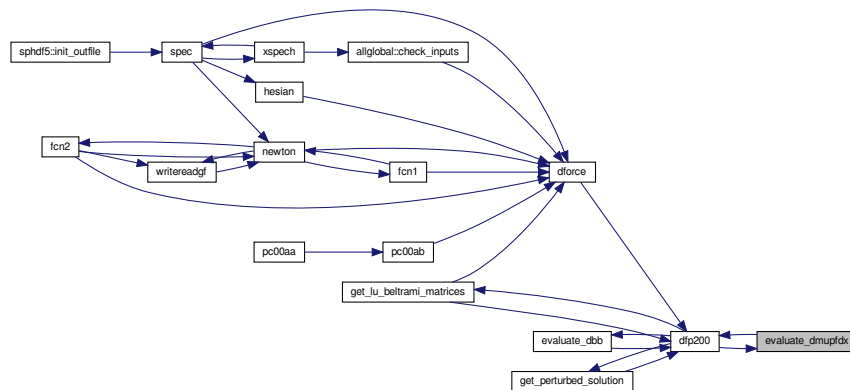 sphdf5::init_outfile
spec
xspech
allglobal::check_inputs
hesian
fcn2
newton
writereadgf
fcn1
dforce
pc00aa
pc00ab
get_lu_beltrami_matrices
evaluate_dbb
dfp200
evaluate_dmupfdx
get_perturbed_solution